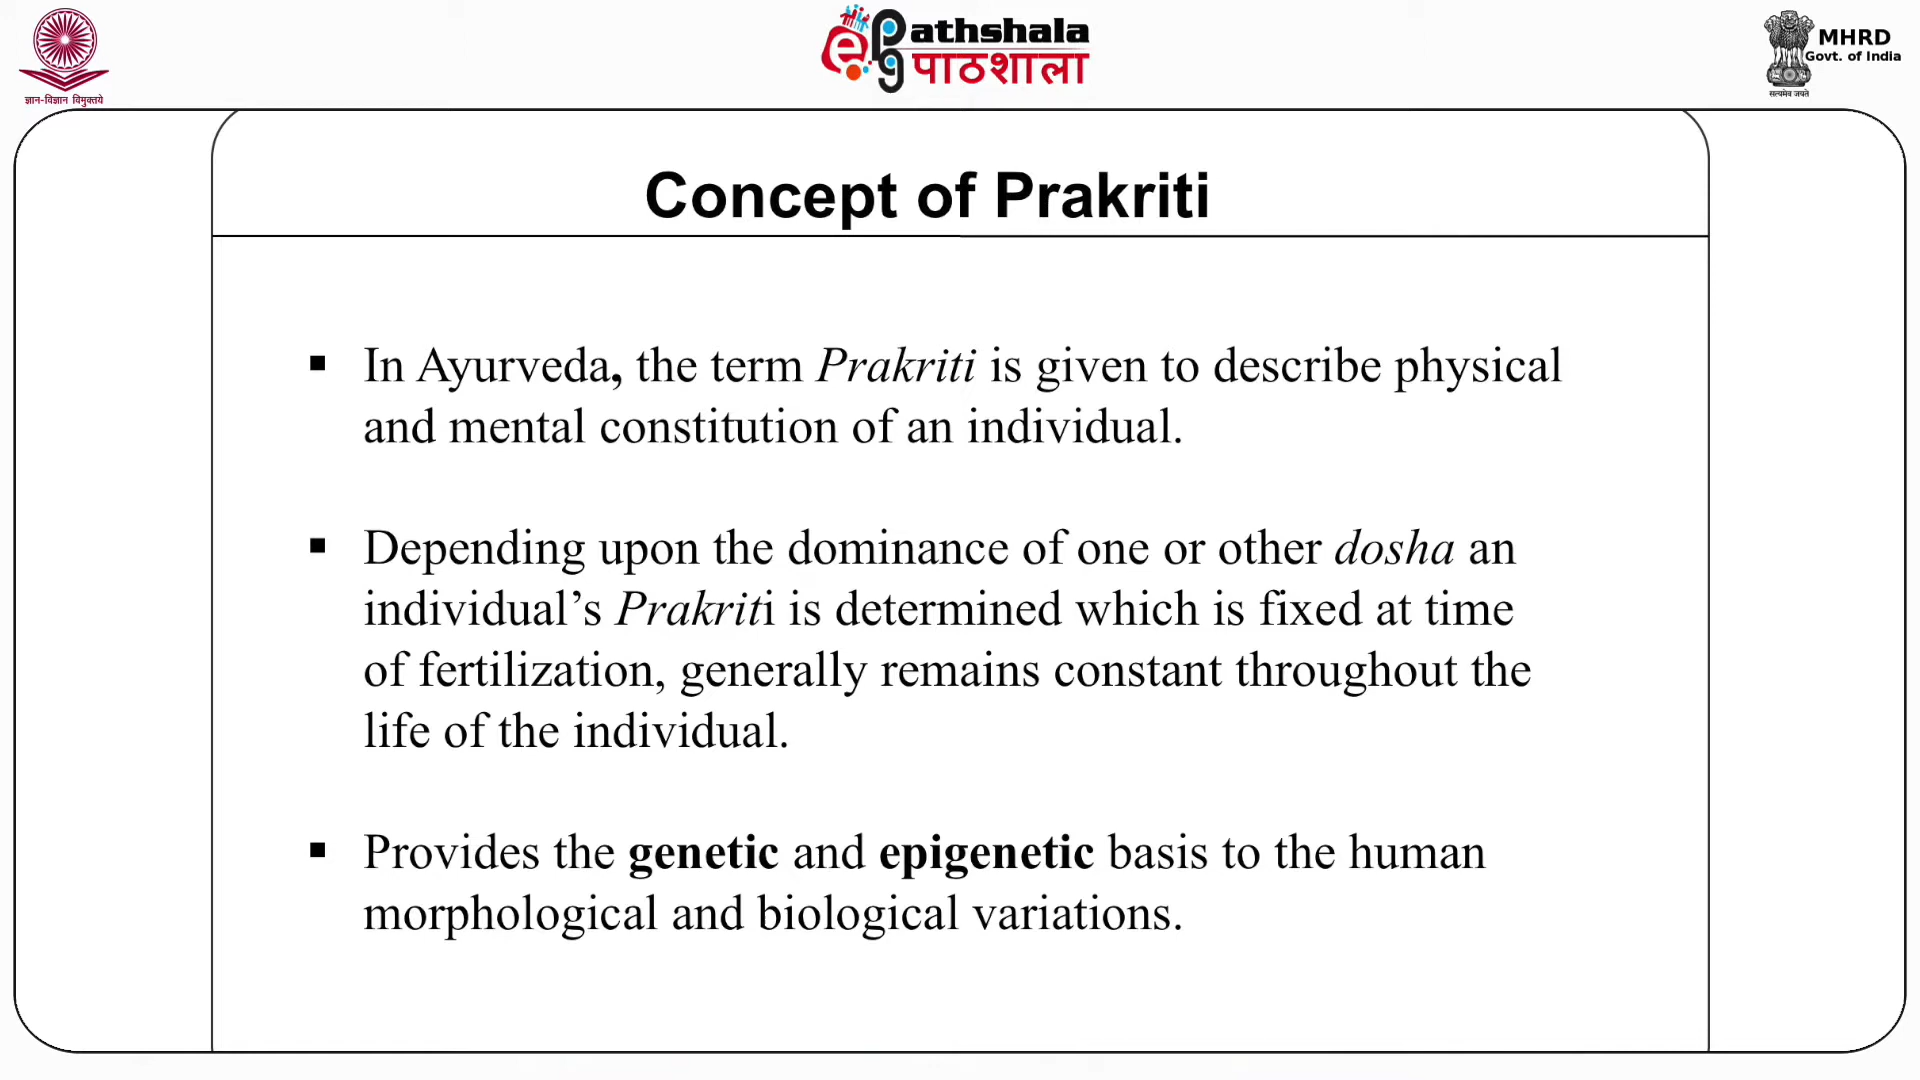 ज्ञान-विज्ञान विमुक्तये
ePGathshala
पाठशाला
MHRD
Govt. of India
सत्यमेव जयते
Concept of Prakriti
▪ In Ayurveda, the term Prakriti is given to describe physical
and mental constitution of an individual.
▪ Depending upon the dominance of one or other dosha an
individual’s Prakriti is determined which is fixed at time
of fertilization, generally remains constant throughout the
life of the individual.
▪ Provides the genetic and epigenetic basis to the human
morphological and biological variations.